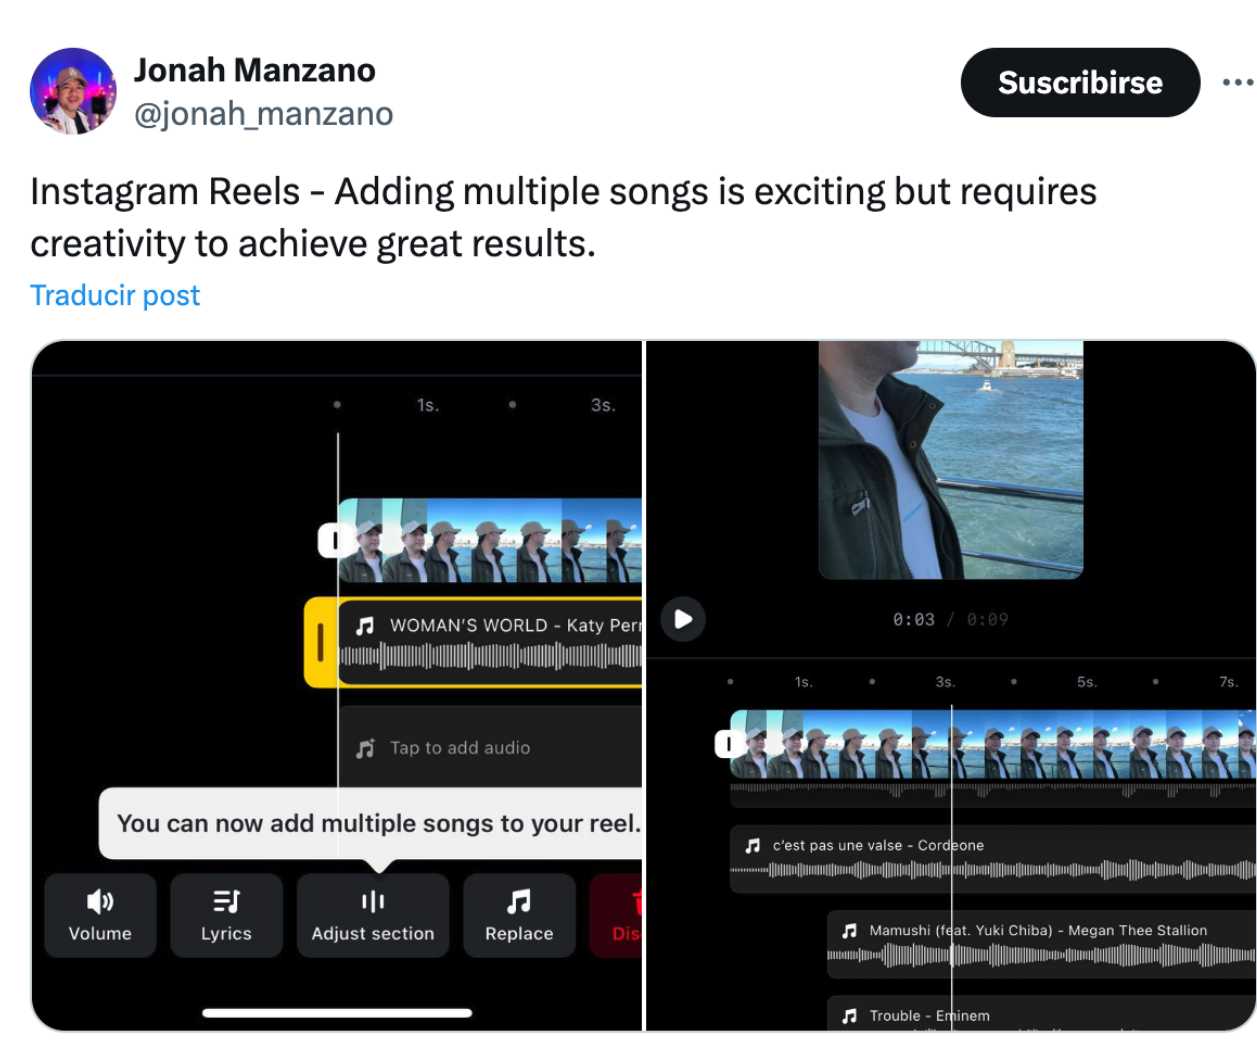 Jonah Manzano
@jonah_manzano
Suscribirse
Instagram Reels - Adding multiple songs is exciting but requires
creativity to achieve great results.
Traducir post
1s.
3s.
WOMAN'S WORLD - Katy Perr
Tap to add audio
You can now add multiple songs to your reel.
Volume
Lyrics
Adjust section
Replace
Dis
0:03 / 0:09
1s.
3s.
5s.
7s.
c'est pas une valse - Cordeone
Mamushi (feat. Yuki Chiba) - Megan Thee Stallion
Trouble - Eminem